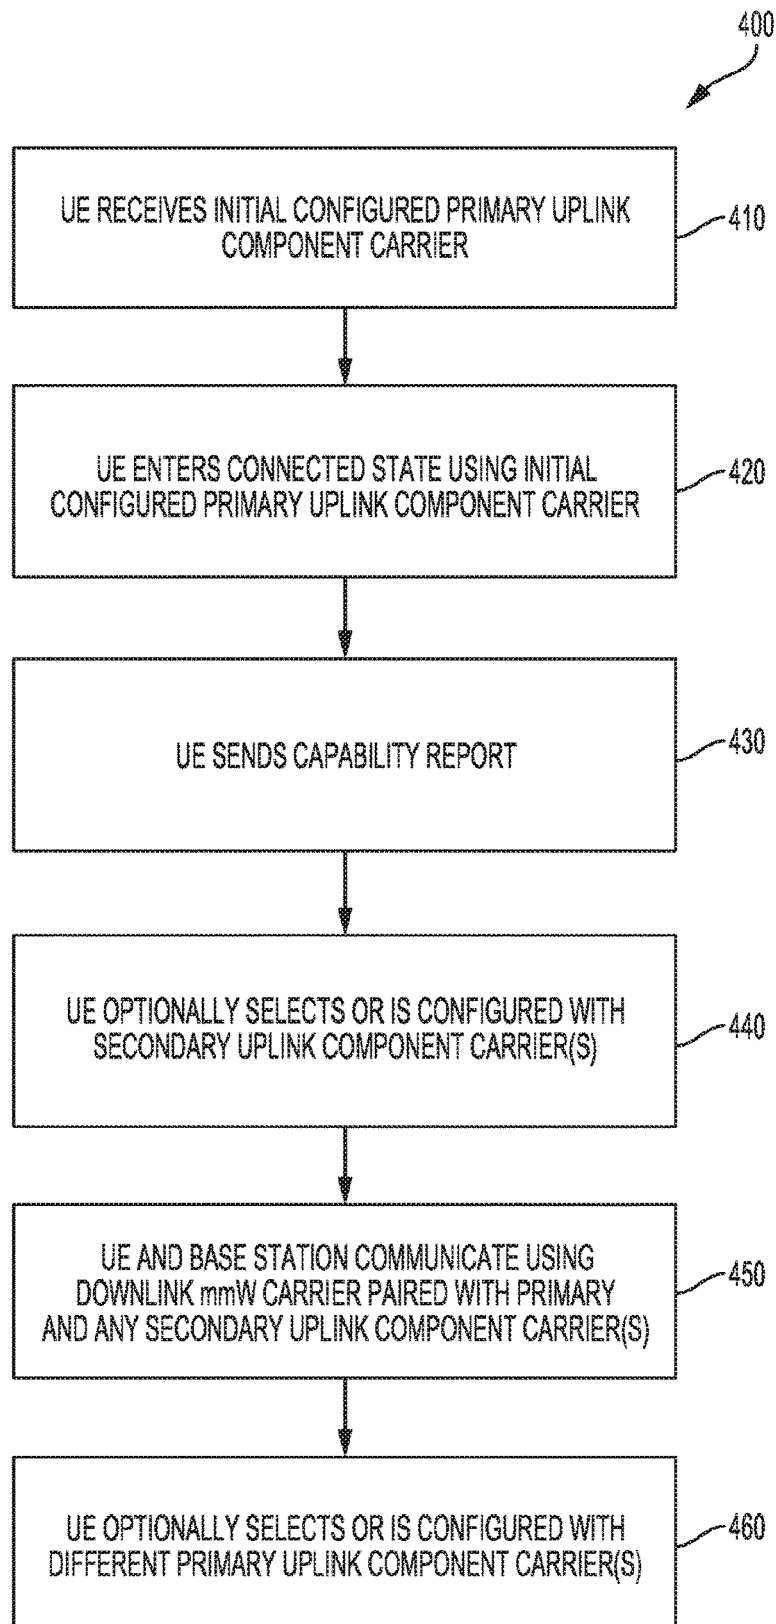 400
UE RECEIVES INITIAL CONFIGURED PRIMARY UPLINK
COMPONENT CARRIER
410
UE ENTERS CONNECTED STATE USING INITIAL
CONFIGURED PRIMARY UPLINK COMPONENT CARRIER
420
UE SENDS CAPABILITY REPORT
430
UE OPTIONALLY SELECTS OR IS CONFIGURED WITH
SECONDARY UPLINK COMPONENT CARRIER(S)
440
UE AND BASE STATION COMMUNICATE USING
DOWNLINK mmW CARRIER PAIRED WITH PRIMARY
AND ANY SECONDARY UPLINK COMPONENT CARRIER(S)
450
UE OPTIONALLY SELECTS OR IS CONFIGURED WITH
DIFFERENT PRIMARY UPLINK COMPONENT CARRIER(S)
460